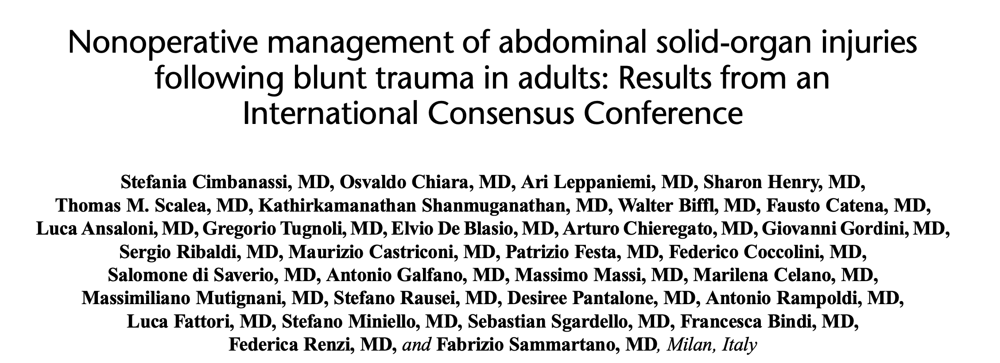 Nonoperative management of abdominal solid-organ injuries
following blunt trauma in adults: Results from an
International Consensus Conference
Stefania Cimbanassi, MD, Osvaldo Chiara, MD, Ari Leppaniemi, MD, Sharon Henry, MD,
Thomas M. Scalea, MD, Kathirkamanathan Shanmuganathan, MD, Walter Biffl, MD, Fausto Catena, MD,
Luca Ansaloni, MD, Gregorio Tugnoli, MD, Elvio De Blasio, MD, Arturo Chieregato, MD, Giovanni Gordini, MD,
Sergio Ribaldi, MD, Maurizio Castriconi, MD, Patrizio Festa, MD, Federico Coccolini, MD,
Salomone di Saverio, MD, Antonio Galfano, MD, Massimo Massi, MD, Marilena Celano, MD,
Massimiliano Mutignani, MD, Stefano Rausei, MD, Desiree Pantalone, MD, Antonio Rampoldi, MD,
Luca Fattori, MD, Stefano Miniello, MD, Sebastian Sgardello, MD, Francesca Bindi, MD,
Federica Renzi, MD, and Fabrizio Sammartano, MD, Milan, Italy